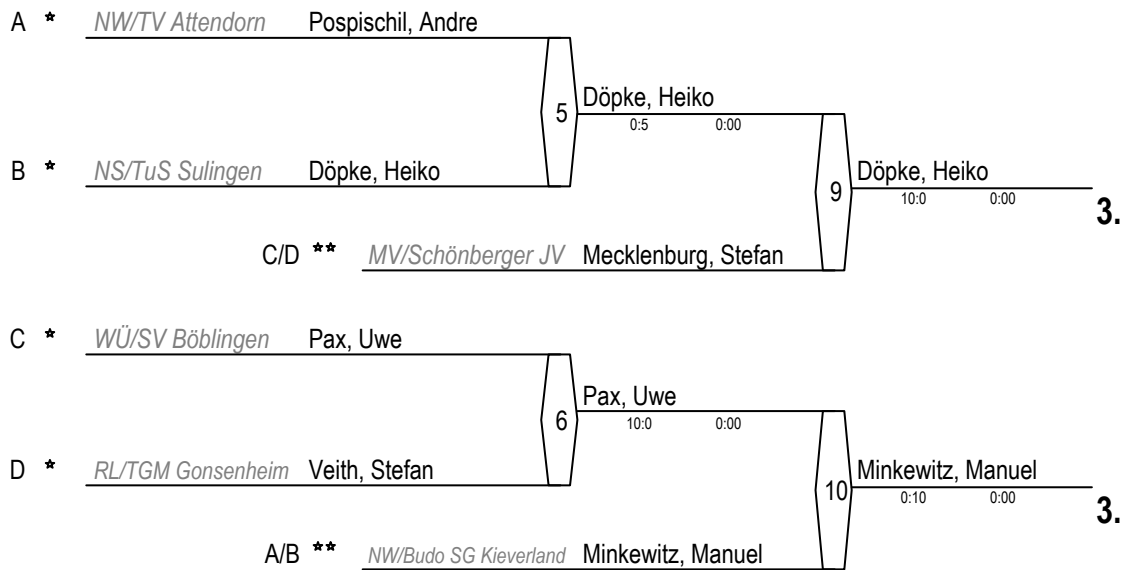 A * NW/TV Attendorn Pospischil, Andre
5 Döpke, Heiko
0:5 0:00
B * NS/TuS Sulingen Döpke, Heiko
9 Döpke, Heiko
10:0 0:00
3.
C/D ** MV/Schönberger JV Mecklenburg, Stefan
C * WÜ/SV Böblingen Pax, Uwe
6 Pax, Uwe
10:0 0:00
D * RL/TGM Gonsenheim Veith, Stefan
10 Minkewitz, Manuel
0:10 0:00
3.
A/B ** NW/Budo SG Kieverland Minkewitz, Manuel